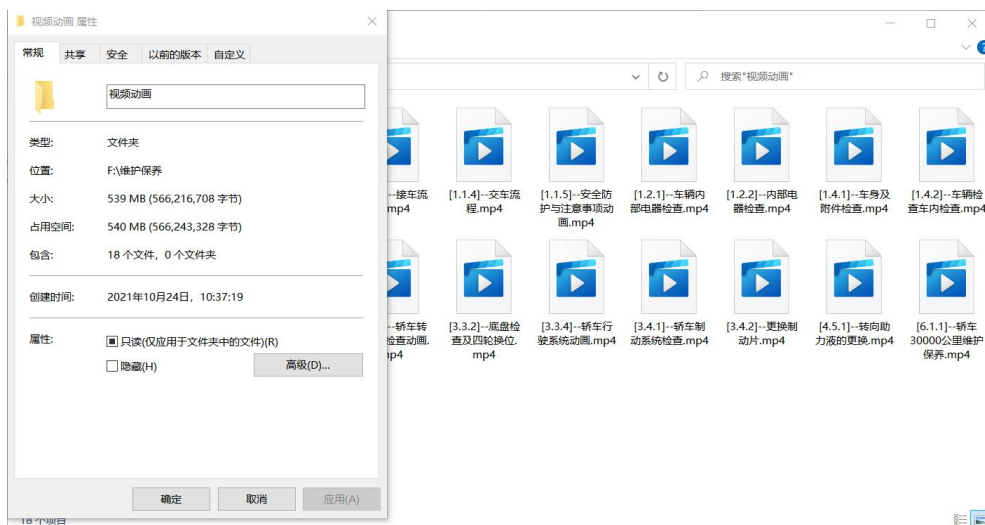 视频动画 属性
常规 共享 安全 以前的版本 自定义
视频动画
类型: 文件夹
位置: F:\维护保养
大小: 539 MB (566,216,708 字节)
占用空间: 540 MB (566,243,328 字节)
包含: 18 个文件，0 个文件夹
创建时间: 2021年10月24日，10:37:19
属性: 只读(仅应用于文件夹中的文件)(R)
隐藏(H)
高级(D)...
确定 取消 应用(A)
18 个项目
搜索"视频动画"
--接车流
mp4
[1.1.4]--交车流
程.mp4
[1.1.5]--安全防
护与注意事项动
画.mp4
[1.2.1]--车辆内
部电器检查.mp4
[1.2.2]--内部电
器检查.mp4
[1.4.1]--车身及
附件检查.mp4
[1.4.2]--车辆检
查车内检查.mp4
--轿车转
检查动画.
mp4
[3.3.2]--底盘检
查及四轮换位.
mp4
[3.3.4]--轿车行
驶系统动画.mp4
[3.4.1]--轿车制
动系统检查.mp4
[3.4.2]--更换制
动片.mp4
[4.5.1]--转向助
力液的更换.mp4
[6.1.1]--轿车
30000公里维护
保养.mp4